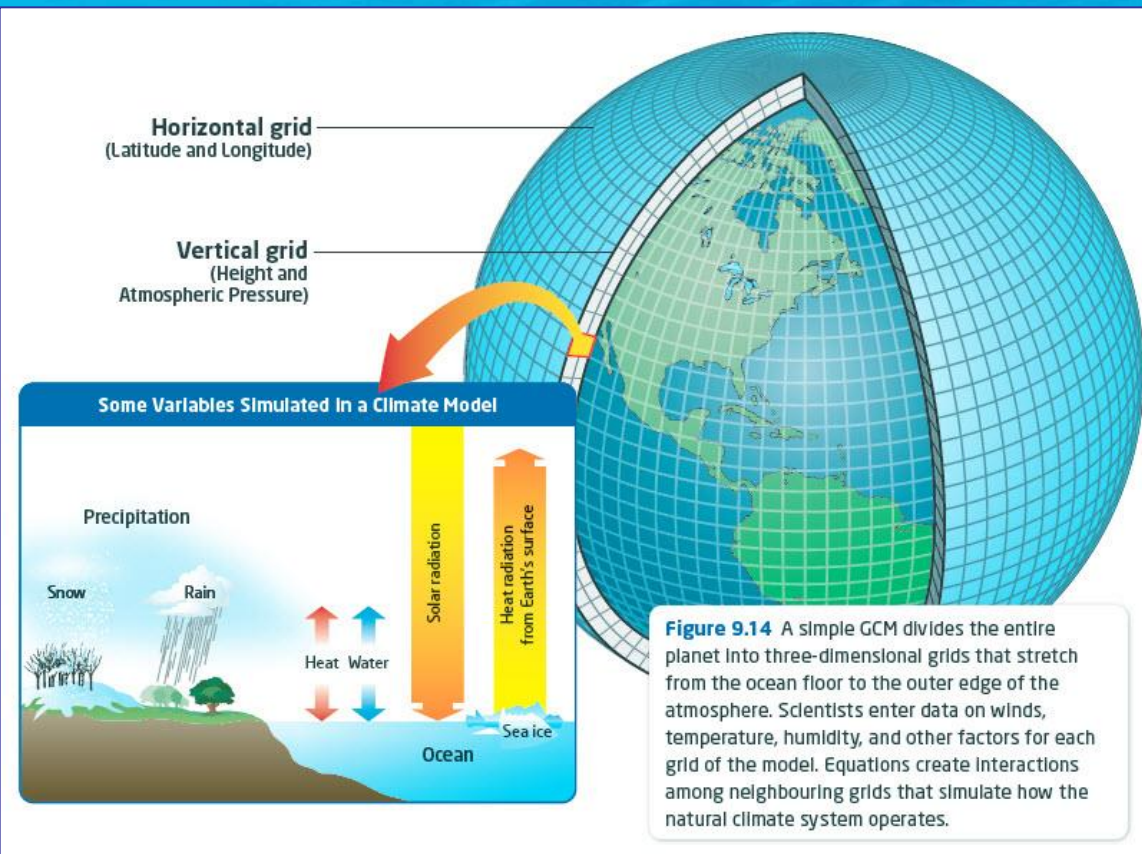 Horizontal grid
(Latitude and Longitude)
Vertical grid
(Height and
Atmospheric Pressure)
Some Variables Simulated in a Climate Model
Precipitation
Snow
Rain
Heat
Water
Solar radiation
Heat radiation
from Earth's surface
Sea ice
Ocean
Figure 9.14 A simple GCM divides the entire
planet into three-dimensional grids that stretch
from the ocean floor to the outer edge of the
atmosphere. Scientists enter data on winds,
temperature, humidity, and other factors for each
grid of the model. Equations create interactions
among neighbouring grids that simulate how the
natural climate system operates.